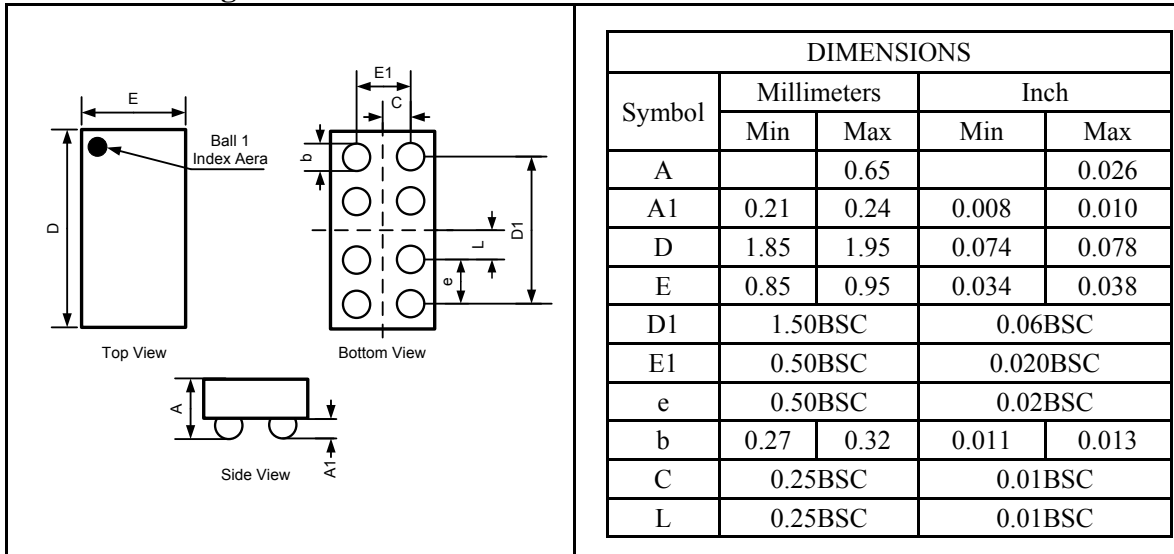 E
D
Ball 1
Index Aera
Top View
E1
C
b
D1
L
e
Bottom View
A
A1
Side View
DIMENSIONS
Symbol Millimeters Inch
Min Max Min Max
A 0.65 0.026
A1 0.21 0.24 0.008 0.010
D 1.85 1.95 0.074 0.078
E 0.85 0.95 0.034 0.038
D1 1.50BSC 0.06BSC
E1 0.50BSC 0.020BSC
e 0.50BSC 0.02BSC
b 0.27 0.32 0.011 0.013
C 0.25BSC 0.01BSC
L 0.25BSC 0.01BSC